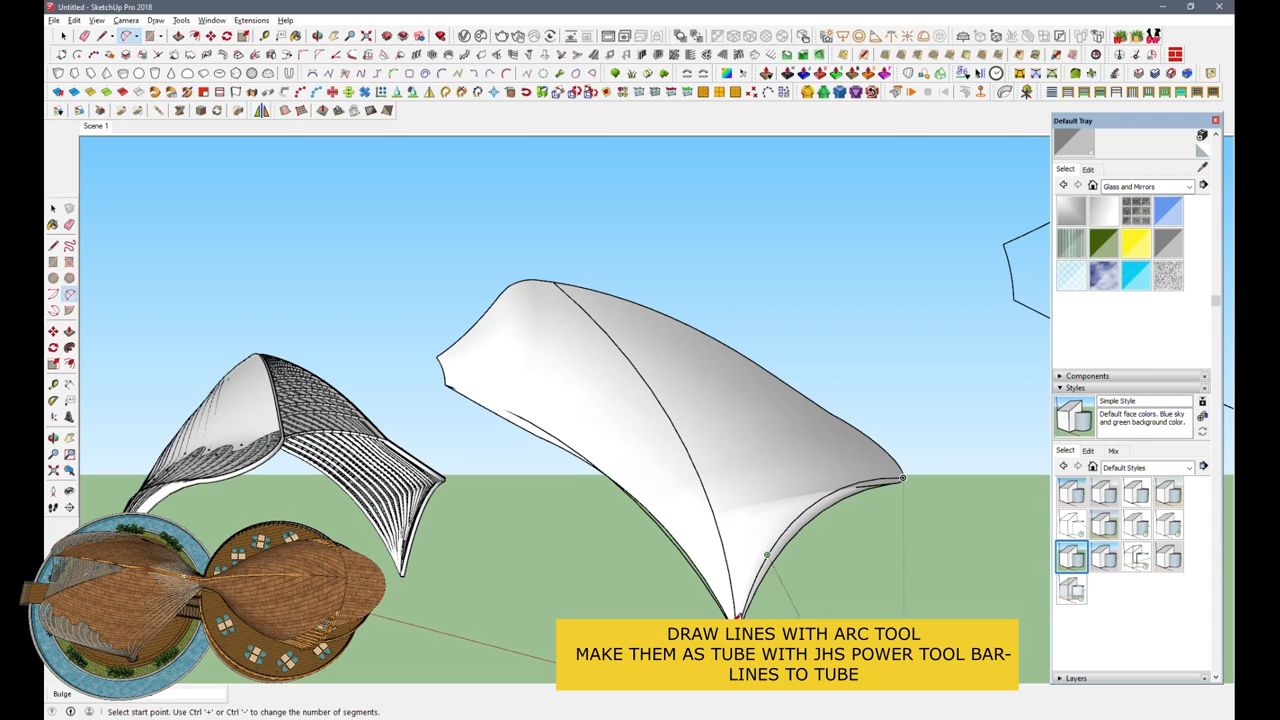 Untitled - SketchUp Pro 2018
File Edit View Camera Draw Tools Window Extensions Help
Scene 1
Default Tray
Select Edit
Glass and Mirrors
Components
Styles
Simple Style
Default face colors. Blue sky
and green background color.
Select Edit Mix
Default Styles
Layers
DRAW LINES WITH ARC TOOL
MAKE THEM AS TUBE WITH JHS POWER TOOL BAR-
LINES TO TUBE
Bulge
Select start point. Use Ctrl '+' or Ctrl '-' to change the number of segments.